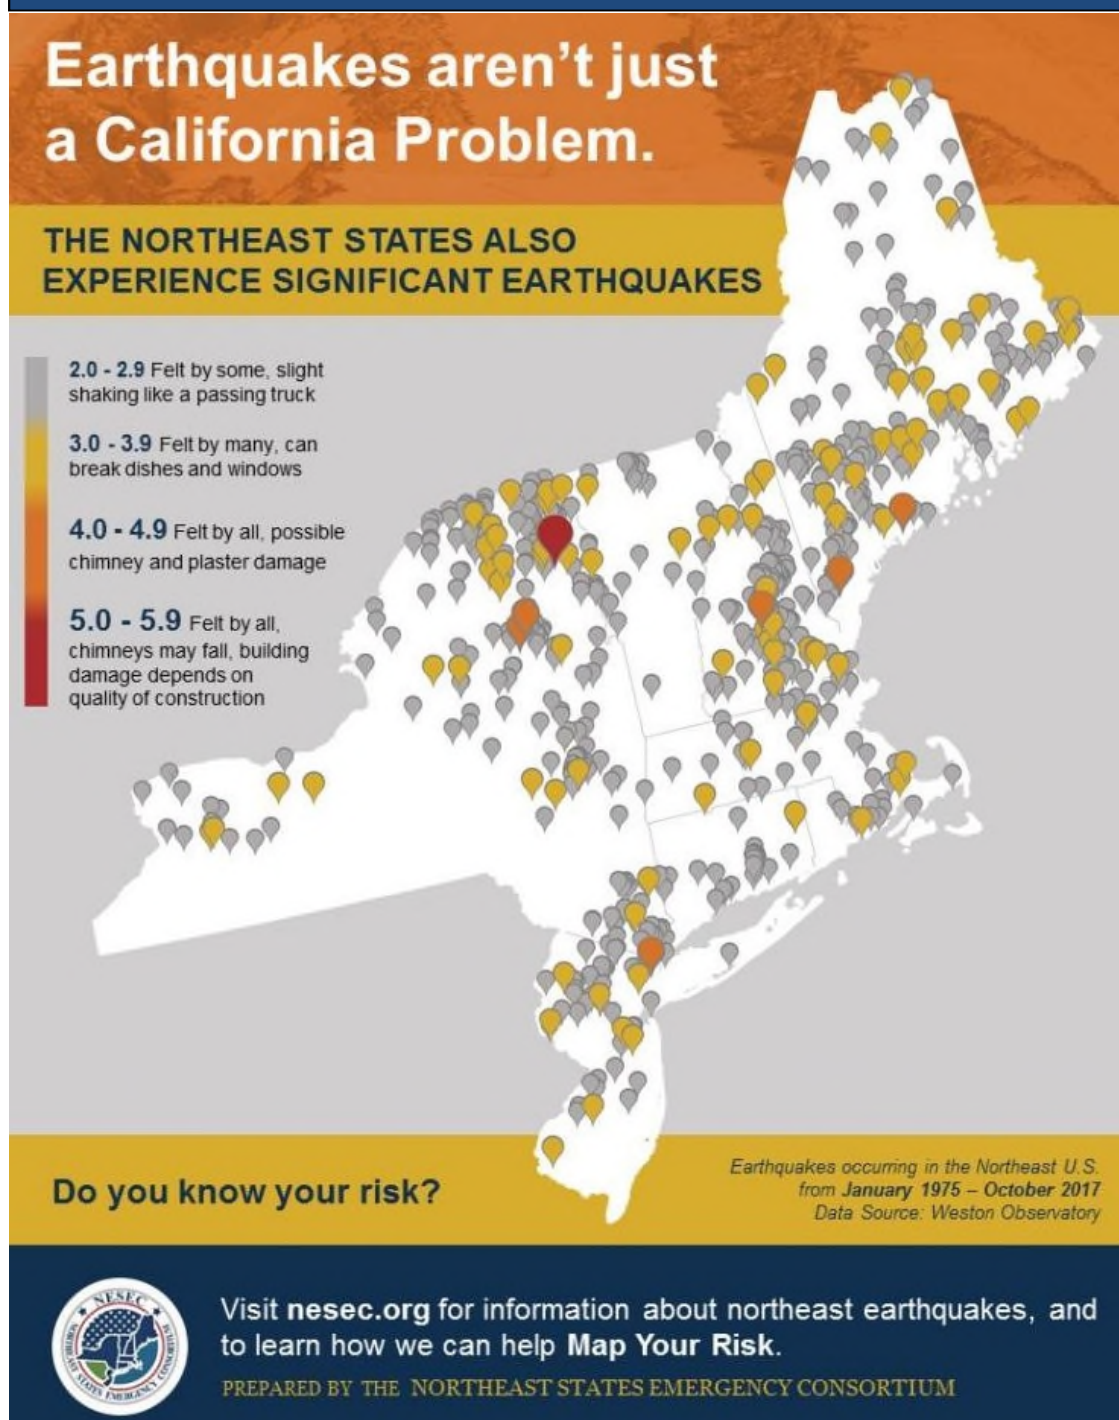 Earthquakes aren't just
a California Problem.
THE NORTHEAST STATES ALSO
EXPERIENCE SIGNIFICANT EARTHQUAKES
2.0 - 2.9 Felt by some, slight
shaking like a passing truck
3.0 - 3.9 Felt by many, can
break dishes and windows
4.0 - 4.9 Felt by all, possible
chimney and plaster damage
5.0 - 5.9 Felt by all,
chimneys may fall, building
damage depends on
quality of construction
Do you know your risk?
Earthquakes occurring in the Northeast U.S.
from January 1975 – October 2017
Data Source: Weston Observatory
NESEC
NORTHEAST STATES EMERGENCY CONSORTIUM
Visit nesec.org for information about northeast earthquakes, and
to learn how we can help Map Your Risk.
PREPARED BY THE NORTHEAST STATES EMERGENCY CONSORTIUM